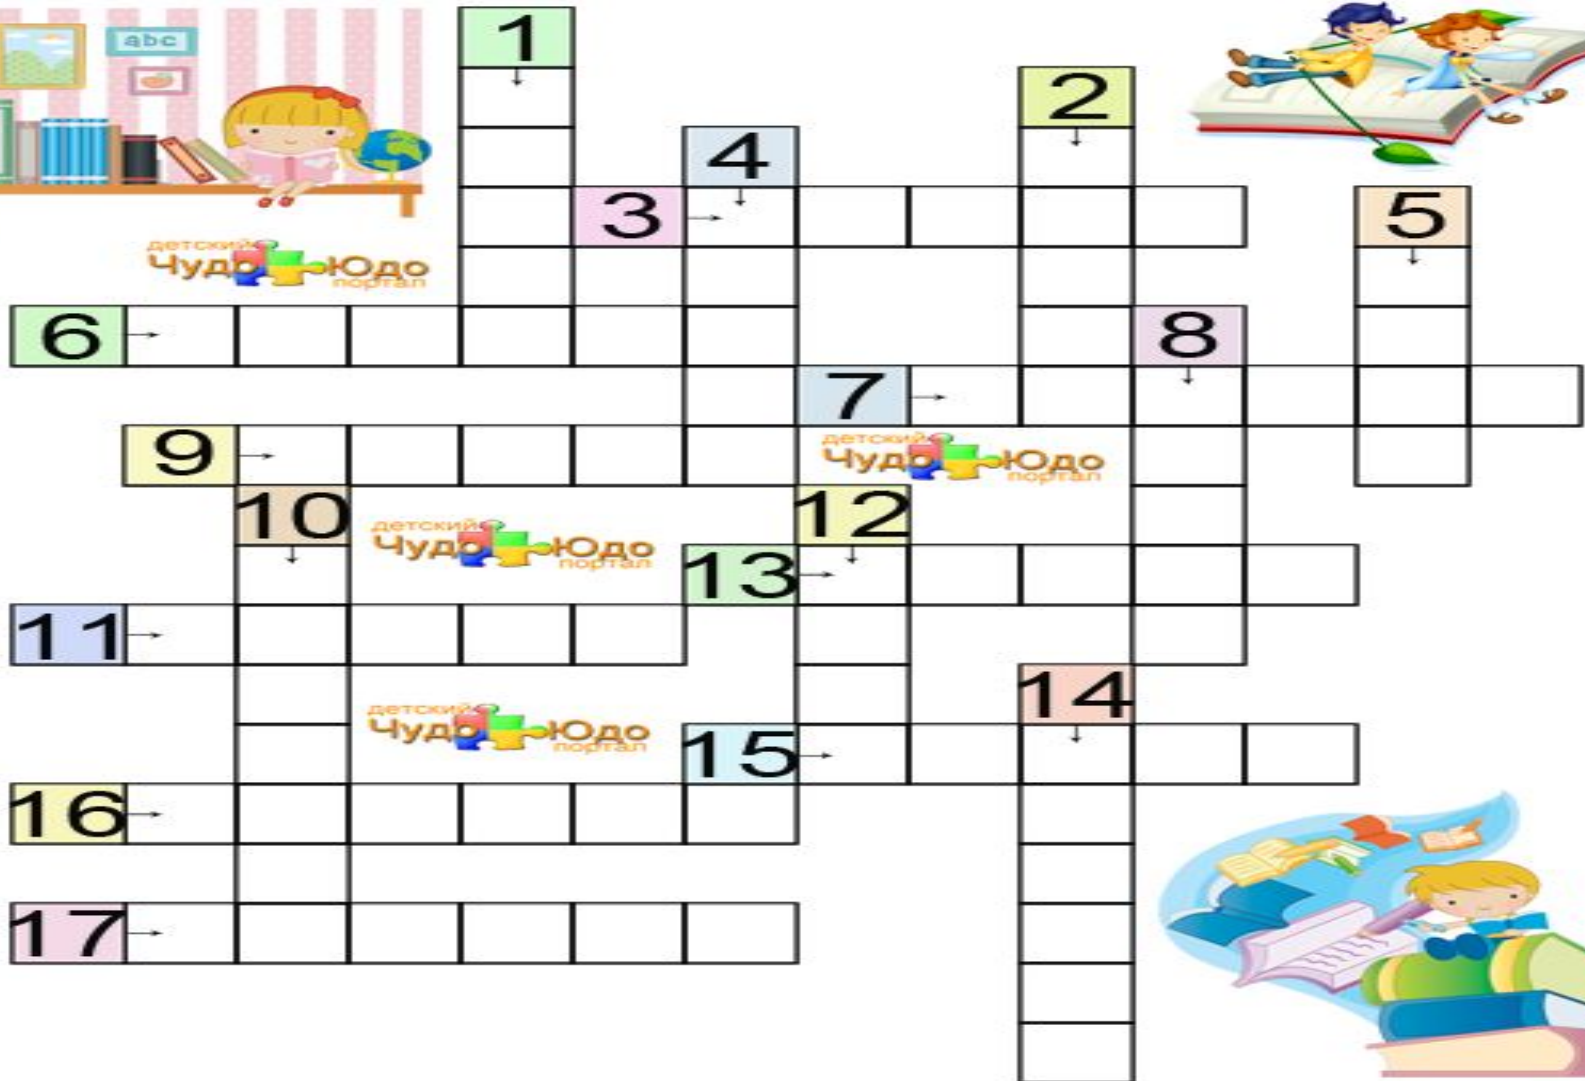 1
abc
2
4
3
5
детский
Чудо Юдо
портал
6
8
7
детский
Чудо Юдо
портал
9
10
12
детский
Чудо Юдо
портал
13
11
14
детский
Чудо Юдо
портал
15
16
17